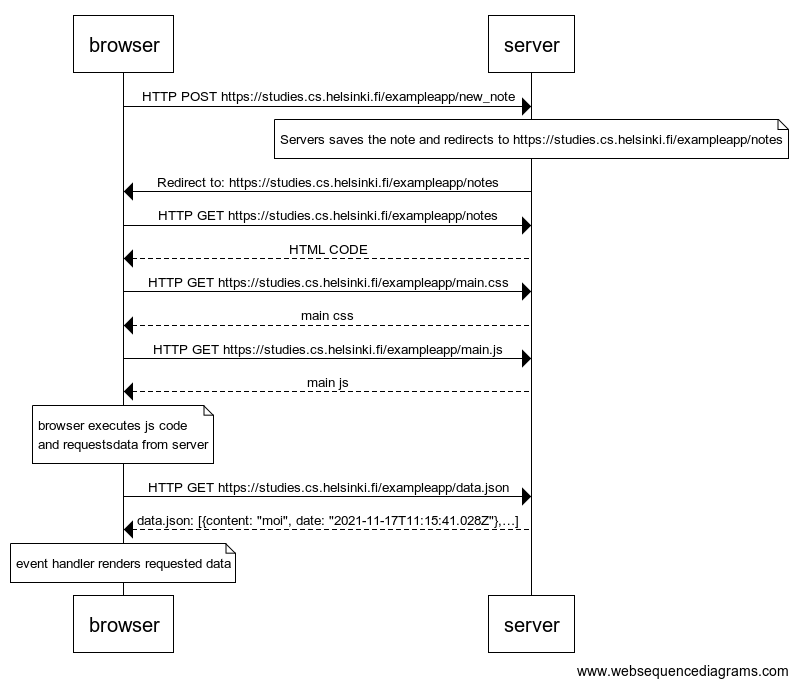 browser
server
HTTP POST https://studies.cs.helsinki.fi/exampleapp/new_note
Servers saves the note and redirects to https://studies.cs.helsinki.fi/exampleapp/notes
Redirect to: https://studies.cs.helsinki.fi/exampleapp/notes
HTTP GET https://studies.cs.helsinki.fi/exampleapp/notes
HTML CODE
HTTP GET https://studies.cs.helsinki.fi/exampleapp/main.css
main css
HTTP GET https://studies.cs.helsinki.fi/exampleapp/main.js
main js
browser executes js code
and requestsdata from server
HTTP GET https://studies.cs.helsinki.fi/exampleapp/data.json
data.json: [{content: "moi", date: "2021-11-17T11:15:41.028Z"},...]
event handler renders requested data
browser
server
www.websequencediagrams.com